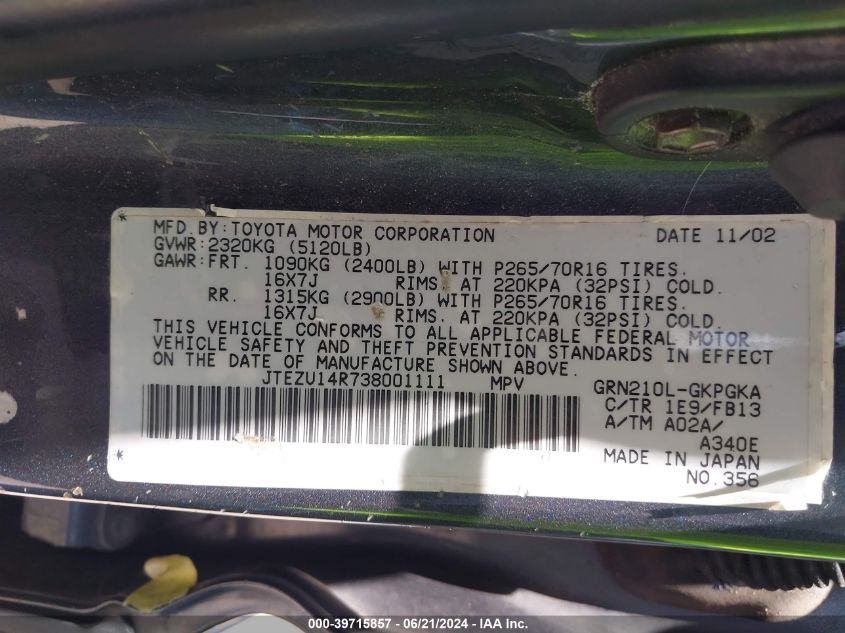 MFD.BY:TOYOTA MOTOR CORPORATION DATE 11/02
GVWR:2320KG (5120LB)
GAWR:FRT. 1090KG (2400LB) WITH P265/70R16 TIRES.
16X7J RIMS. AT 220KPA (32PSI) COLD.
RR. 1315KG (2900LB) WITH P265/70R16 TIRES.
16X7J RIMS. AT 220KPA (32PSI) COLD.
THIS VEHICLE CONFORMS TO ALL APPLICABLE FEDERAL MOTOR
VEHICLE SAFETY AND THEFT PREVENTION STANDARDS IN EFFECT
ON THE DATE OF MANUFACTURE SHOWN ABOVE.
JTEZU14R738001111 MPV GRN210L-GKPGKA
C/TR 1E9/FB13
A/TM A02A/
A340E
MADE IN JAPAN
NO.356
000-39715857 / 06/21/2024 - © IAA Inc.